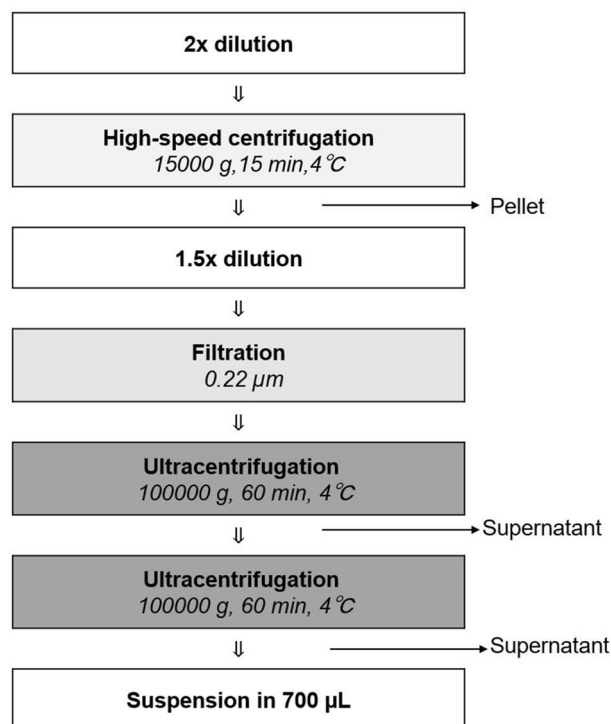 2x dilution
⇓
High-speed centrifugation
15000 g,15 min,4℃
⇓
Pellet
1.5x dilution
⇓
Filtration
0.22 μm
⇓
Ultracentrifugation
100000 g, 60 min, 4℃
⇓
Supernatant
Ultracentrifugation
100000 g, 60 min, 4℃
⇓
Supernatant
Suspension in 700 μL